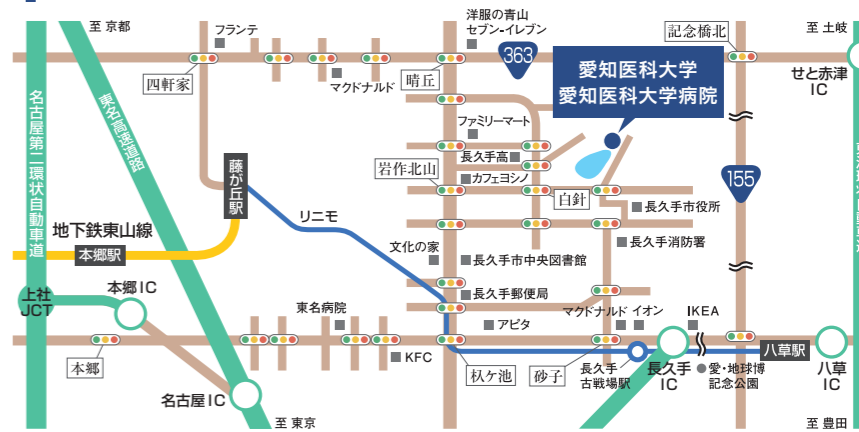 至 京都
フランテ
洋服の青山
セブン-イレブン
363
記念橋北
至 土岐
四軒家
マクドナルド
晴丘
愛知医科大学
愛知医科大学病院
せと赤津
IC
名古屋第二環状自動車道
東名高速道路
ファミリーマート
長久手高
カフェヨシノ
岩作北山
白針
155
藤が丘駅
リニモ
長久手市役所
地下鉄東山線
本郷駅
文化の家
長久手市中央図書館
長久手消防署
上社
JCT
本郷IC
東名病院
長久手郵便局
マクドナルド
イオン
IKEA
アピタ
本郷
KFC
杁ケ池
砂子
長久手
古戦場駅
長久手
IC
愛・地球博
記念公園
八草駅
八草
IC
名古屋IC
至 東京
至 豊田